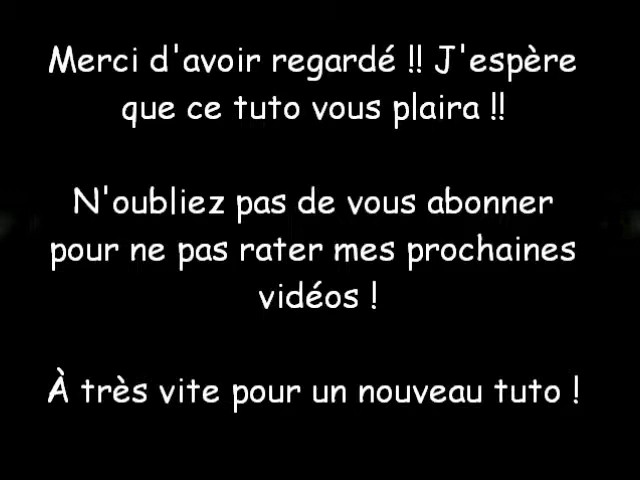 Merci d'avoir regardé !! J'espère
que ce tuto vous plaira !!
N'oubliez pas de vous abonner
pour ne pas rater mes prochaines
vidéos !
À très vite pour un nouveau tuto !